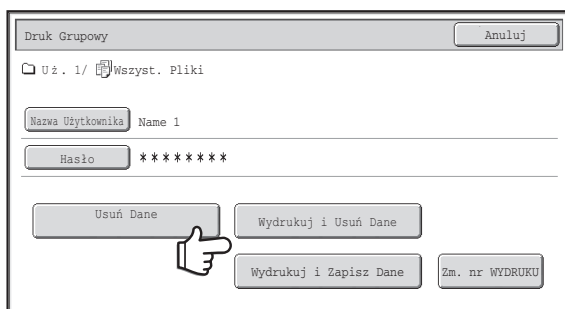 Druk Grupowy Anuluj
Uż. 1/ Wszyst. Pliki
Nazwa Użytkownika Name 1
Hasło ********
Usuń Dane Wydrukuj i Usuń Dane
Wydrukuj i Zapisz Dane Zm. nr WYDRUKU